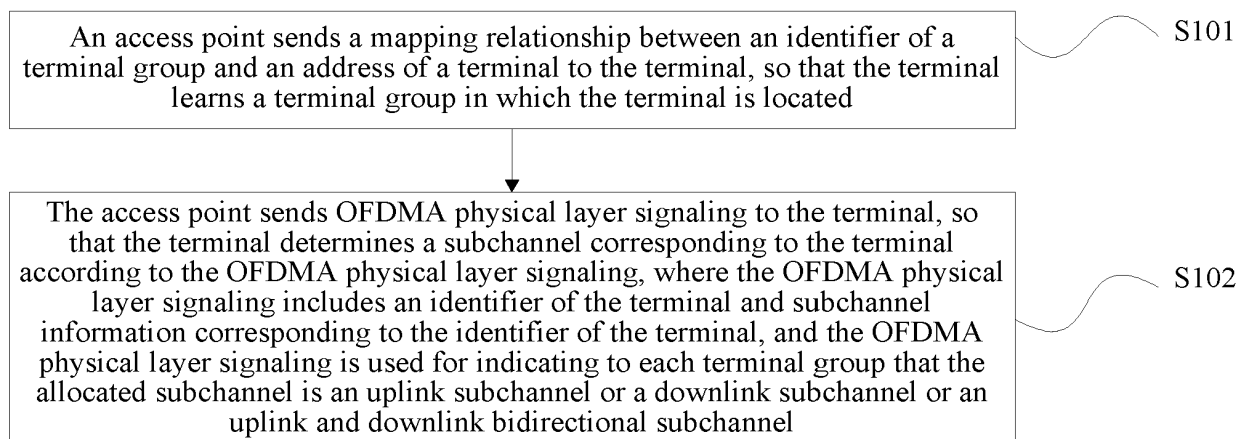 An access point sends a mapping relationship between an identifier of a
terminal group and an address of a terminal to the terminal, so that the terminal
learns a terminal group in which the terminal is located
S101
The access point sends OFDMA physical layer signaling to the terminal, so
that the terminal determines a subchannel corresponding to the terminal
according to the OFDMA physical layer signaling, where the OFDMA physical
layer signaling includes an identifier of the terminal and subchannel
information corresponding to the identifier of the terminal, and the OFDMA
physical layer signaling is used for indicating to each terminal group that the
allocated subchannel is an uplink subchannel or a downlink subchannel or an
uplink and downlink bidirectional subchannel
S102